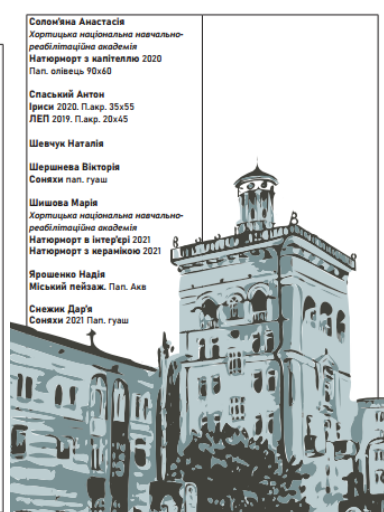 Солом'яна Анастасія
Хортицька національна навчально-
реабілітаційна академія
Натюрморт з капітеллю 2020
Пап. олівець 90х60
Спаський Антон
Іриси 2020. П.акр. 35х55
ЛЕП 2019. П.акр. 20х45
Шевчук Наталія
Шершнева Вікторія
Соняхи пап. гуаш
Шишова Марія
Хортицька національна навчально-
реабілітаційна академія
Натюрморт в інтер'єрі 2021
Натюрморт з керамікою 2021
Ярошенко Надія
Міський пейзаж. Пап. Акв
Снежик Дар'я
Соняхи 2021 Пап. гуаш